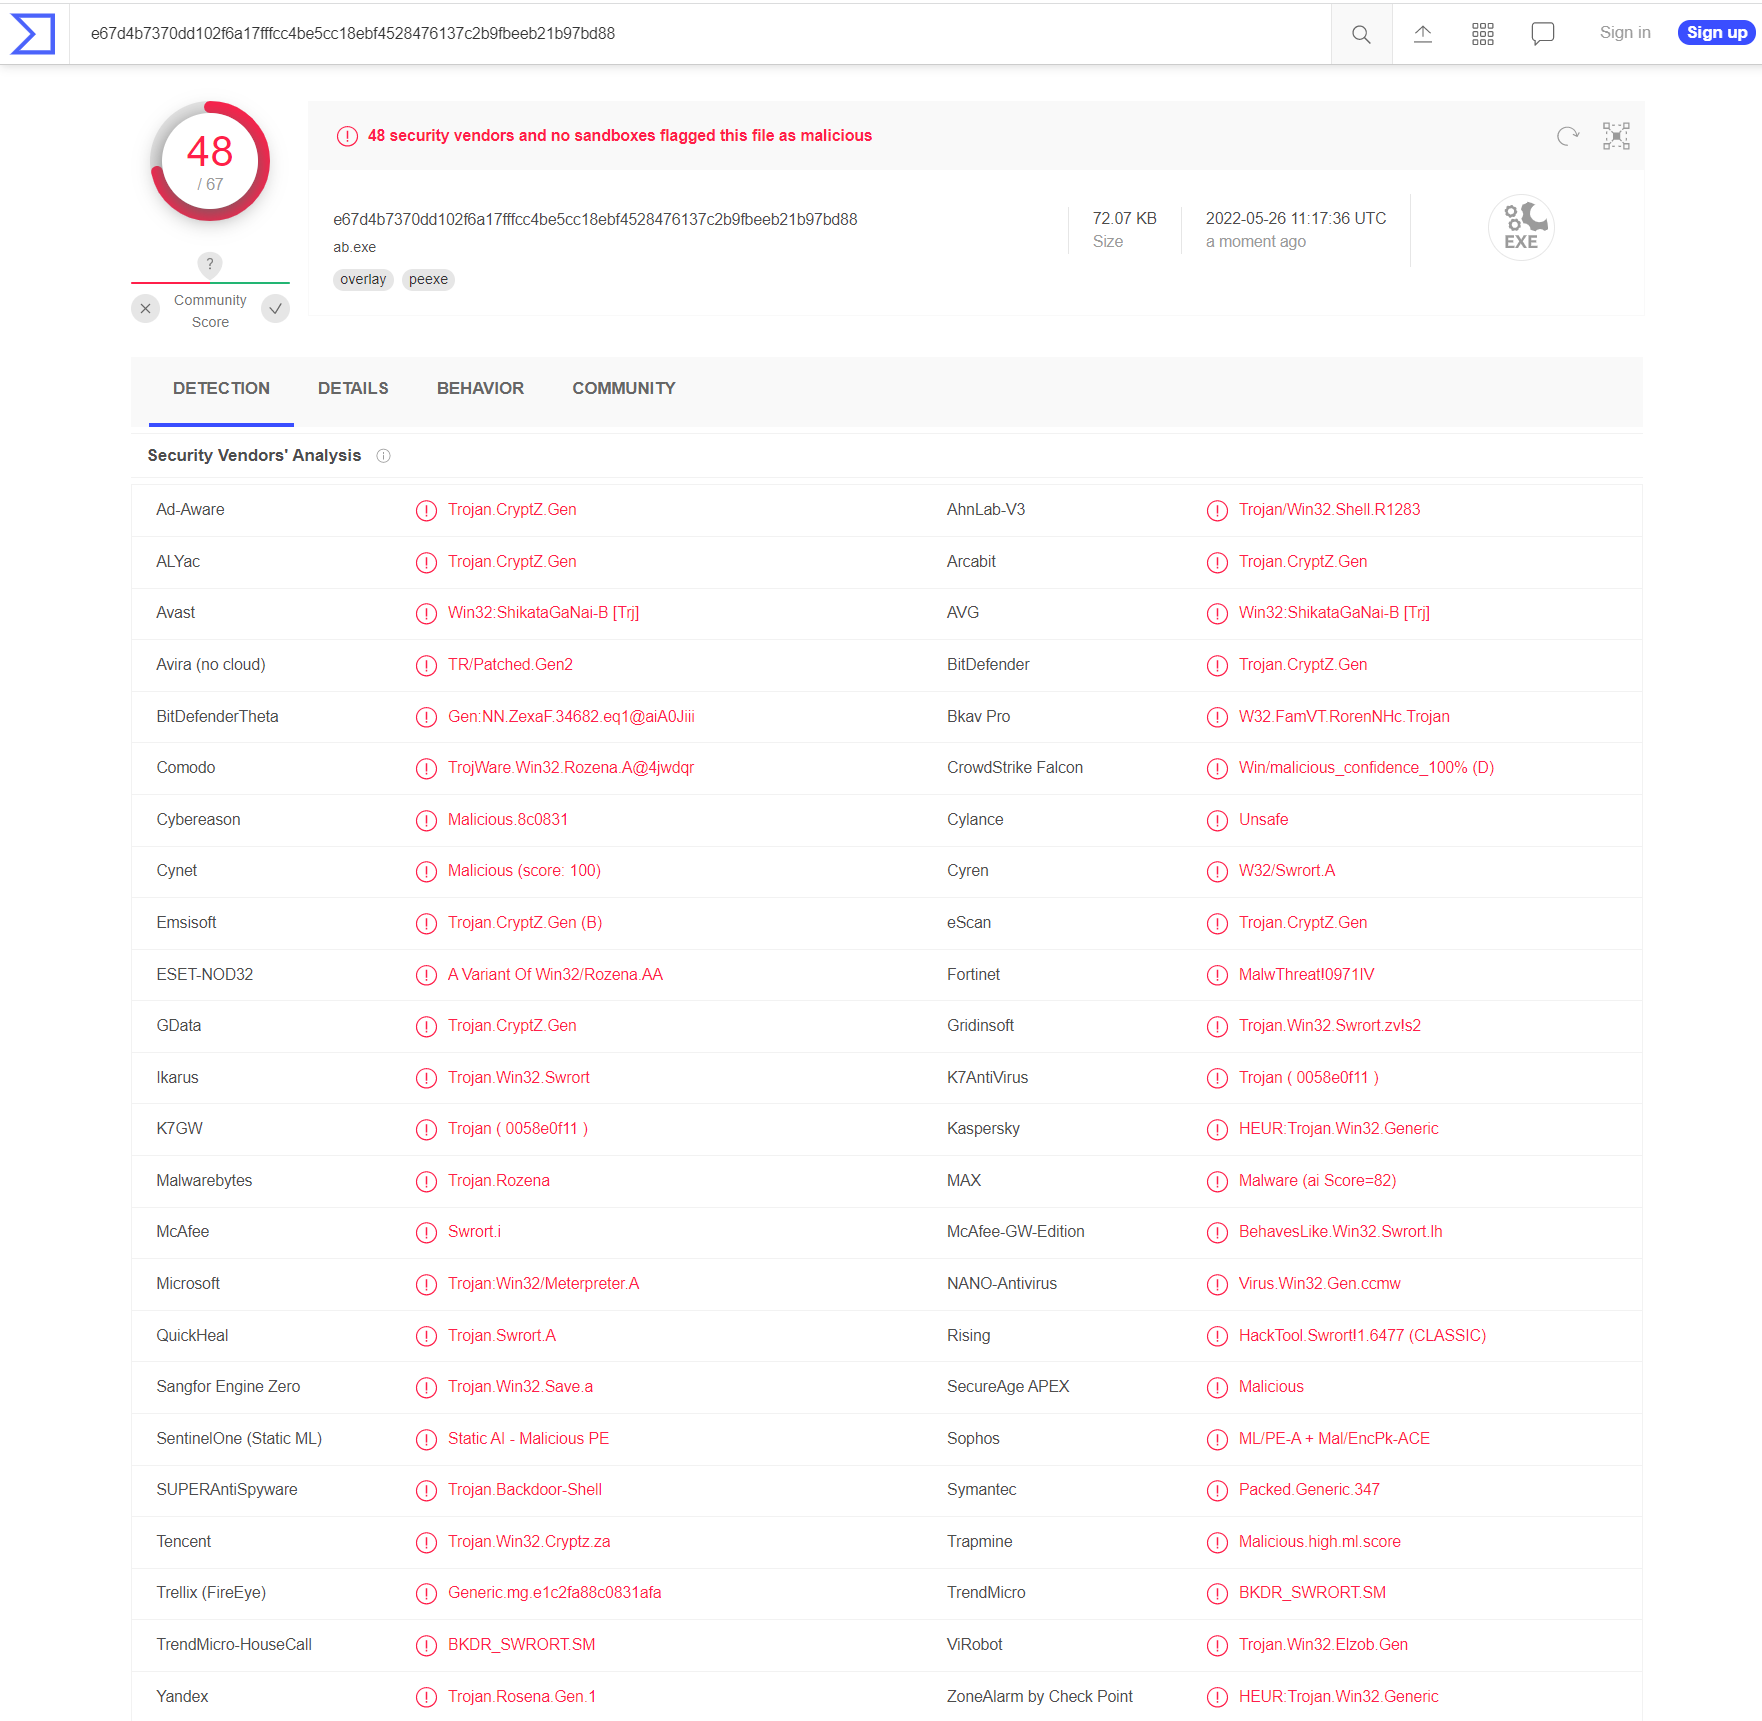 e67d4b7370dd102f6a17fffcc4be5cc18ebf4528476137c2b9fbeeb21b97bd88
Sign in
Sign up
48
/ 67
48 security vendors and no sandboxes flagged this file as malicious
e67d4b7370dd102f6a17fffcc4be5cc18ebf4528476137c2b9fbeeb21b97bd88
ab.exe
overlay peexe
72.07 KB
Size
2022-05-26 11:17:36 UTC
a moment ago
EXE
?
Community
Score
DETECTION DETAILS BEHAVIOR COMMUNITY
Security Vendors' Analysis
Ad-Aware Trojan.CryptZ.Gen AhnLab-V3 Trojan/Win32.Shell.R1283
ALYac Trojan.CryptZ.Gen Arcabit Trojan.CryptZ.Gen
Avast Win32:ShikataGaNai-B [Trj] AVG Win32:ShikataGaNai-B [Trj]
Avira (no cloud) TR/Patched.Gen2 BitDefender Trojan.CryptZ.Gen
BitDefenderTheta Gen:NN.ZexaF.34682.eq1@aiA0Jiii Bkav Pro W32.FamVT.RorenNHc.Trojan
Comodo TrojWare.Win32.Rozena.A@4jwdqr CrowdStrike Falcon Win/malicious_confidence_100% (D)
Cybereason Malicious.8c0831 Cylance Unsafe
Cynet Malicious (score: 100) Cyren W32/Swrort.A
Emsisoft Trojan.CryptZ.Gen (B) eScan Trojan.CryptZ.Gen
ESET-NOD32 A Variant Of Win32/Rozena.AA Fortinet MalwThreat!0971IV
GData Trojan.CryptZ.Gen Gridinsoft Trojan.Win32.Swrort.zv!s2
Ikarus Trojan.Win32.Swrort K7AntiVirus Trojan ( 0058e0f11 )
K7GW Trojan ( 0058e0f11 ) Kaspersky HEUR:Trojan.Win32.Generic
Malwarebytes Trojan.Rozena MAX Malware (ai Score=82)
McAfee Swrort.i McAfee-GW-Edition BehavesLike.Win32.Swrort.lh
Microsoft Trojan:Win32/Meterpreter.A NANO-Antivirus Virus.Win32.Gen.ccmw
QuickHeal Trojan.Swrort.A Rising HackTool.Swrort!1.6477 (CLASSIC)
Sangfor Engine Zero Trojan.Win32.Save.a SecureAge APEX Malicious
SentinelOne (Static ML) Static AI - Malicious PE Sophos ML/PE-A + Mal/EncPk-ACE
SUPERAntiSpyware Trojan.Backdoor-Shell Symantec Packed.Generic.347
Tencent Trojan.Win32.Cryptz.za Trapmine Malicious.high.ml.score
Trellix (FireEye) Generic.mg.e1c2fa88c0831afa TrendMicro BKDR_SWRORT.SM
TrendMicro-HouseCall BKDR_SWRORT.SM ViRobot Trojan.Win32.Elzob.Gen
Yandex Trojan.Rosena.Gen.1 ZoneAlarm by Check Point HEUR:Trojan.Win32.Generic